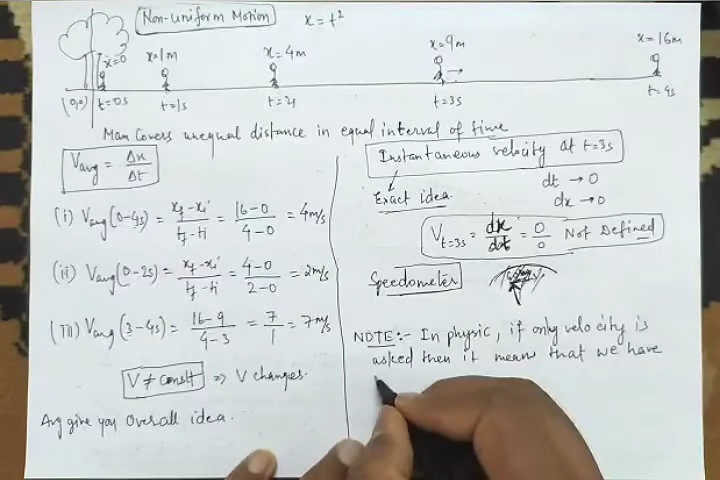 Non-uniform Motion x = t²
x=0 x=1m x=4m x=9m x=16m
(0,0) t=0s t=1s t=2s t=3s t=4s
Man Covers unequal distance in equal interval of time
Vavg = Δx/Δt
(i) Vavg(0-4s) = xf-xi/tf-ti = 16-0/4-0 = 4m/s
(ii) Vavg(0-2s) = xf-xi/tf-ti = 4-0/2-0 = 2m/s
(iii) Vavg(3-4s) = 16-9/4-3 = 7/1 = 7m/s
V ≠ constt ⇒ V changes.
Avg give you overall idea.
Instantaneous velocity at t=3s
Exact idea
dt → 0
dx → 0
Vt=3s = dx/dt = 0/0 Not Defined
Speedometer
NOTE:- In physic, if only velocity is
asked then it mean that we have